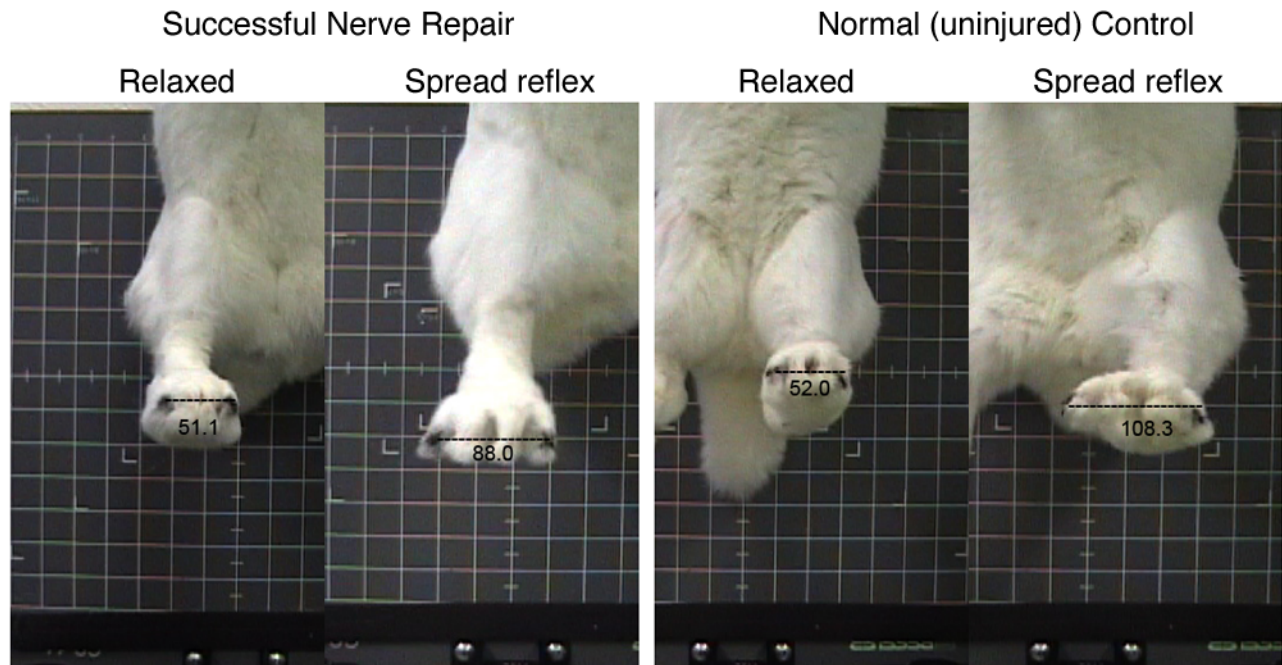 Successful Nerve Repair
Normal (uninjured) Control
Relaxed
Spread reflex
Relaxed
Spread reflex
51.1
88.0
52.0
108.3